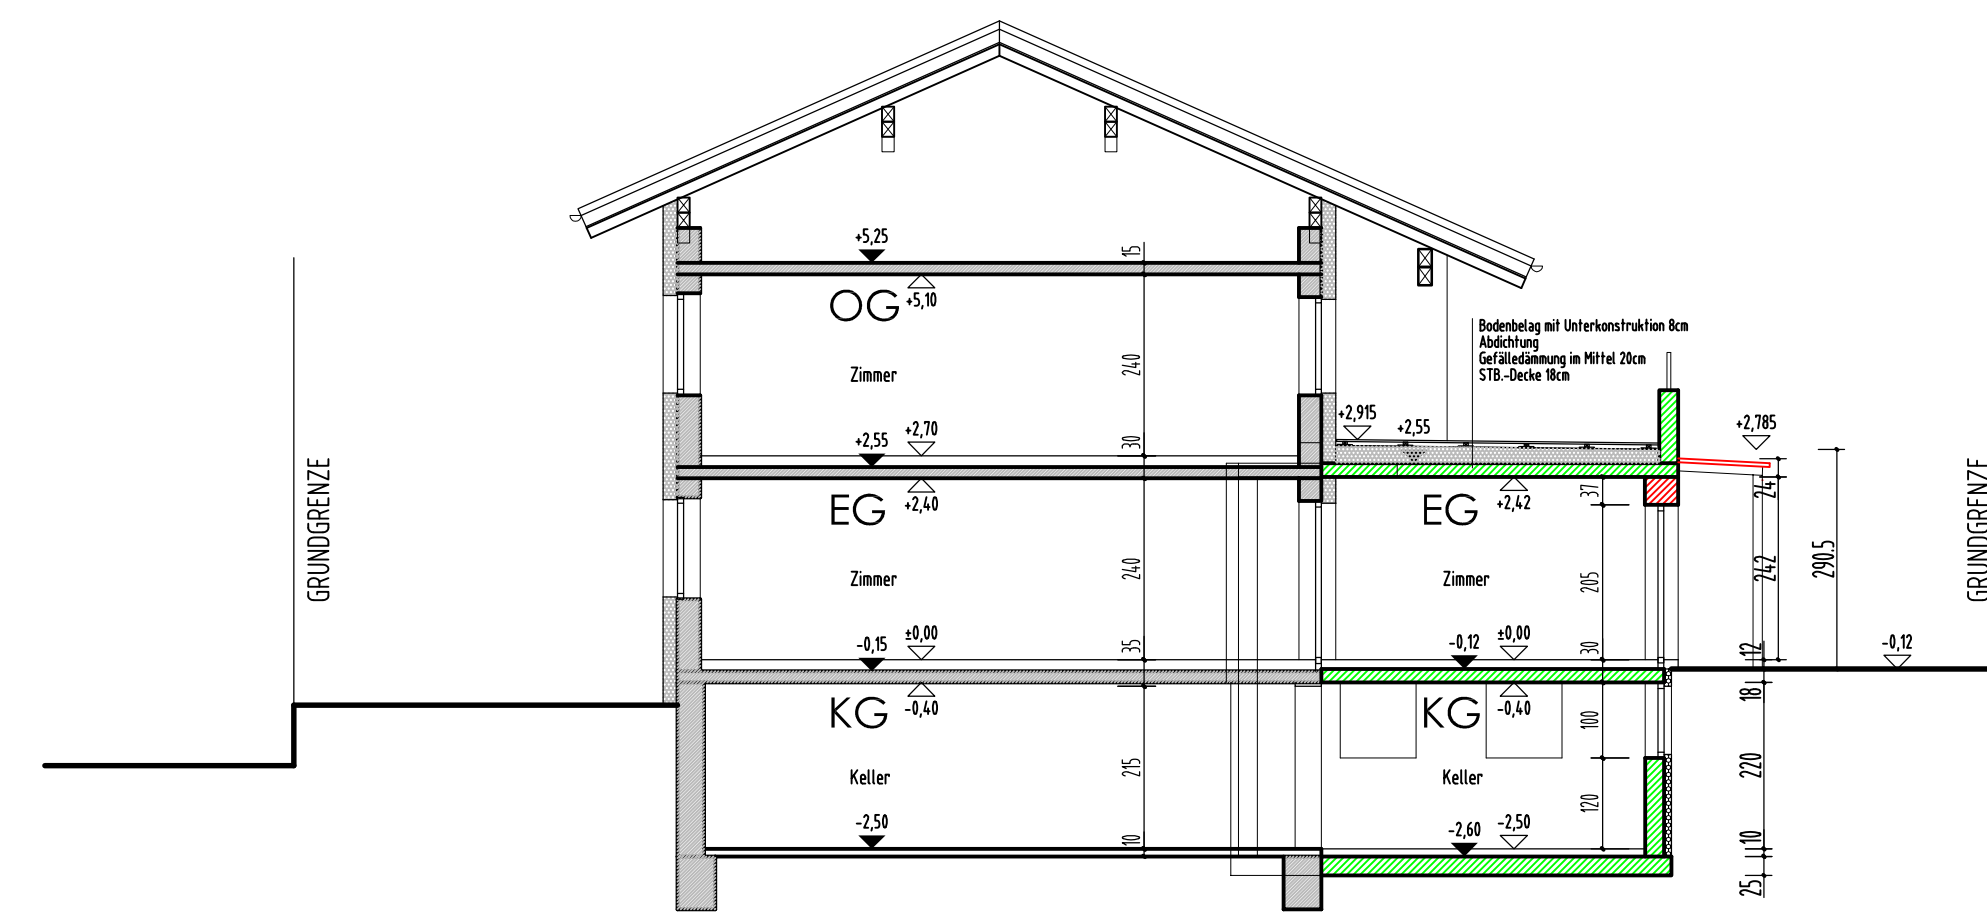 +5,25
15
OG
+5,10
Bodenbelag mit Unterkonstruktion 8cm
Abdichtung
Gefälledämmung im Mittel 20cm
STB.-Decke 18cm
Zimmer
240
+2,915
+2,55
+2,785
+2,70
+2,55
30
GRUNDGRENZE
EG
+2,40
EG
+2,42
37
24
GRUNDGRENZE
Zimmer
240
Zimmer
205
242
290.5
-0,15
±0,00
35
-0,12
±0,00
30
12
-0,12
KG
-0,40
KG
-0,40
100
18
Keller
215
Keller
120
220
-2,50
10
-2,60
-2,50
10
25